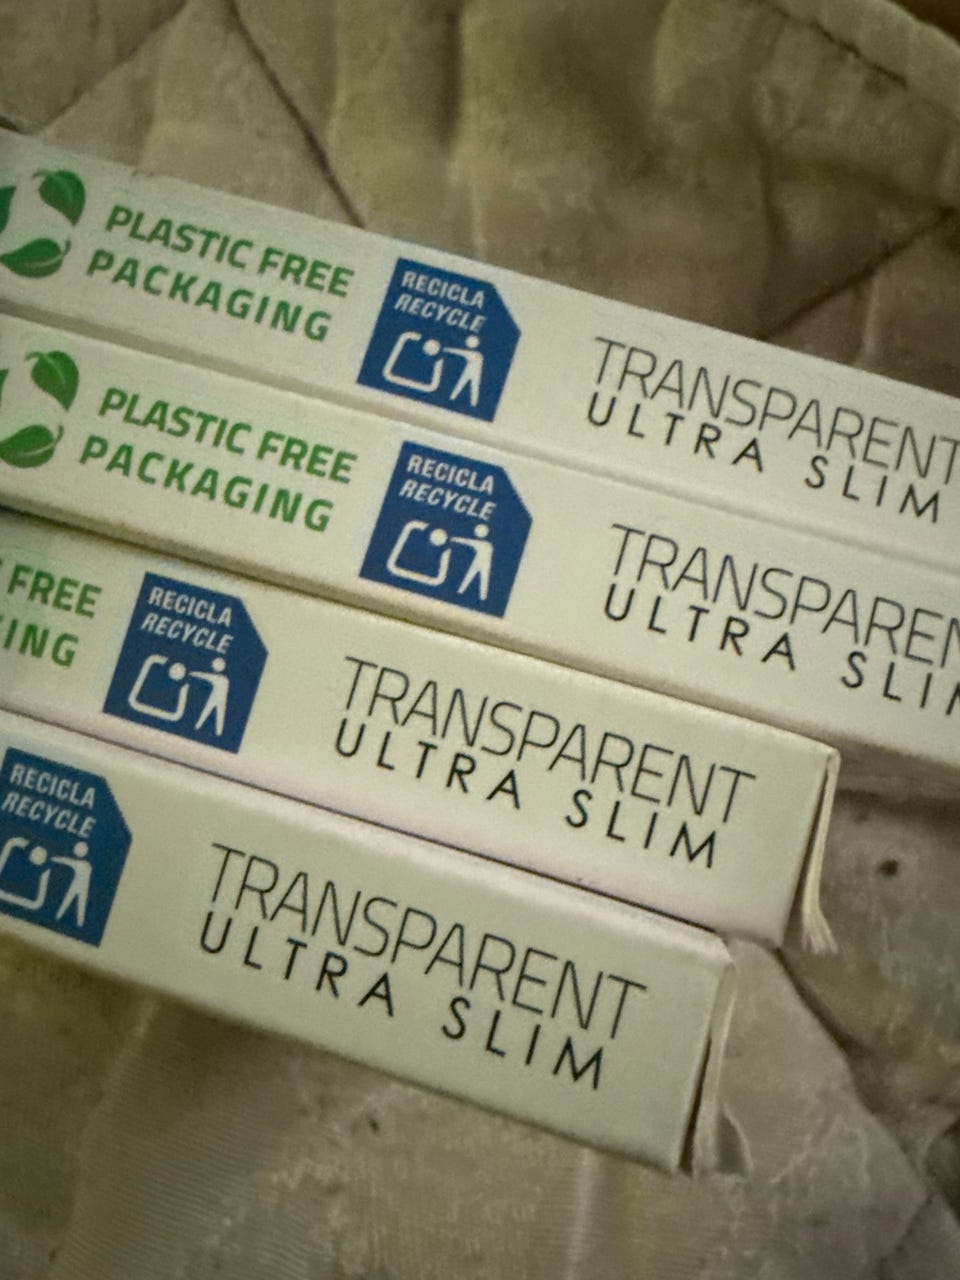 PLASTIC FREE
PACKAGING
RECICLA
RECYCLE
TRANSPARENT
ULTRA SLIM
PLASTIC FREE
PACKAGING
RECICLA
RECYCLE
TRANSPAREN
ULTRA SLIM
FREE
ING
RECICLA
RECYCLE
TRANSPARENT
ULTRA SLIM
RECICLA
RECYCLE
TRANSPARENT
ULTRA SLIM